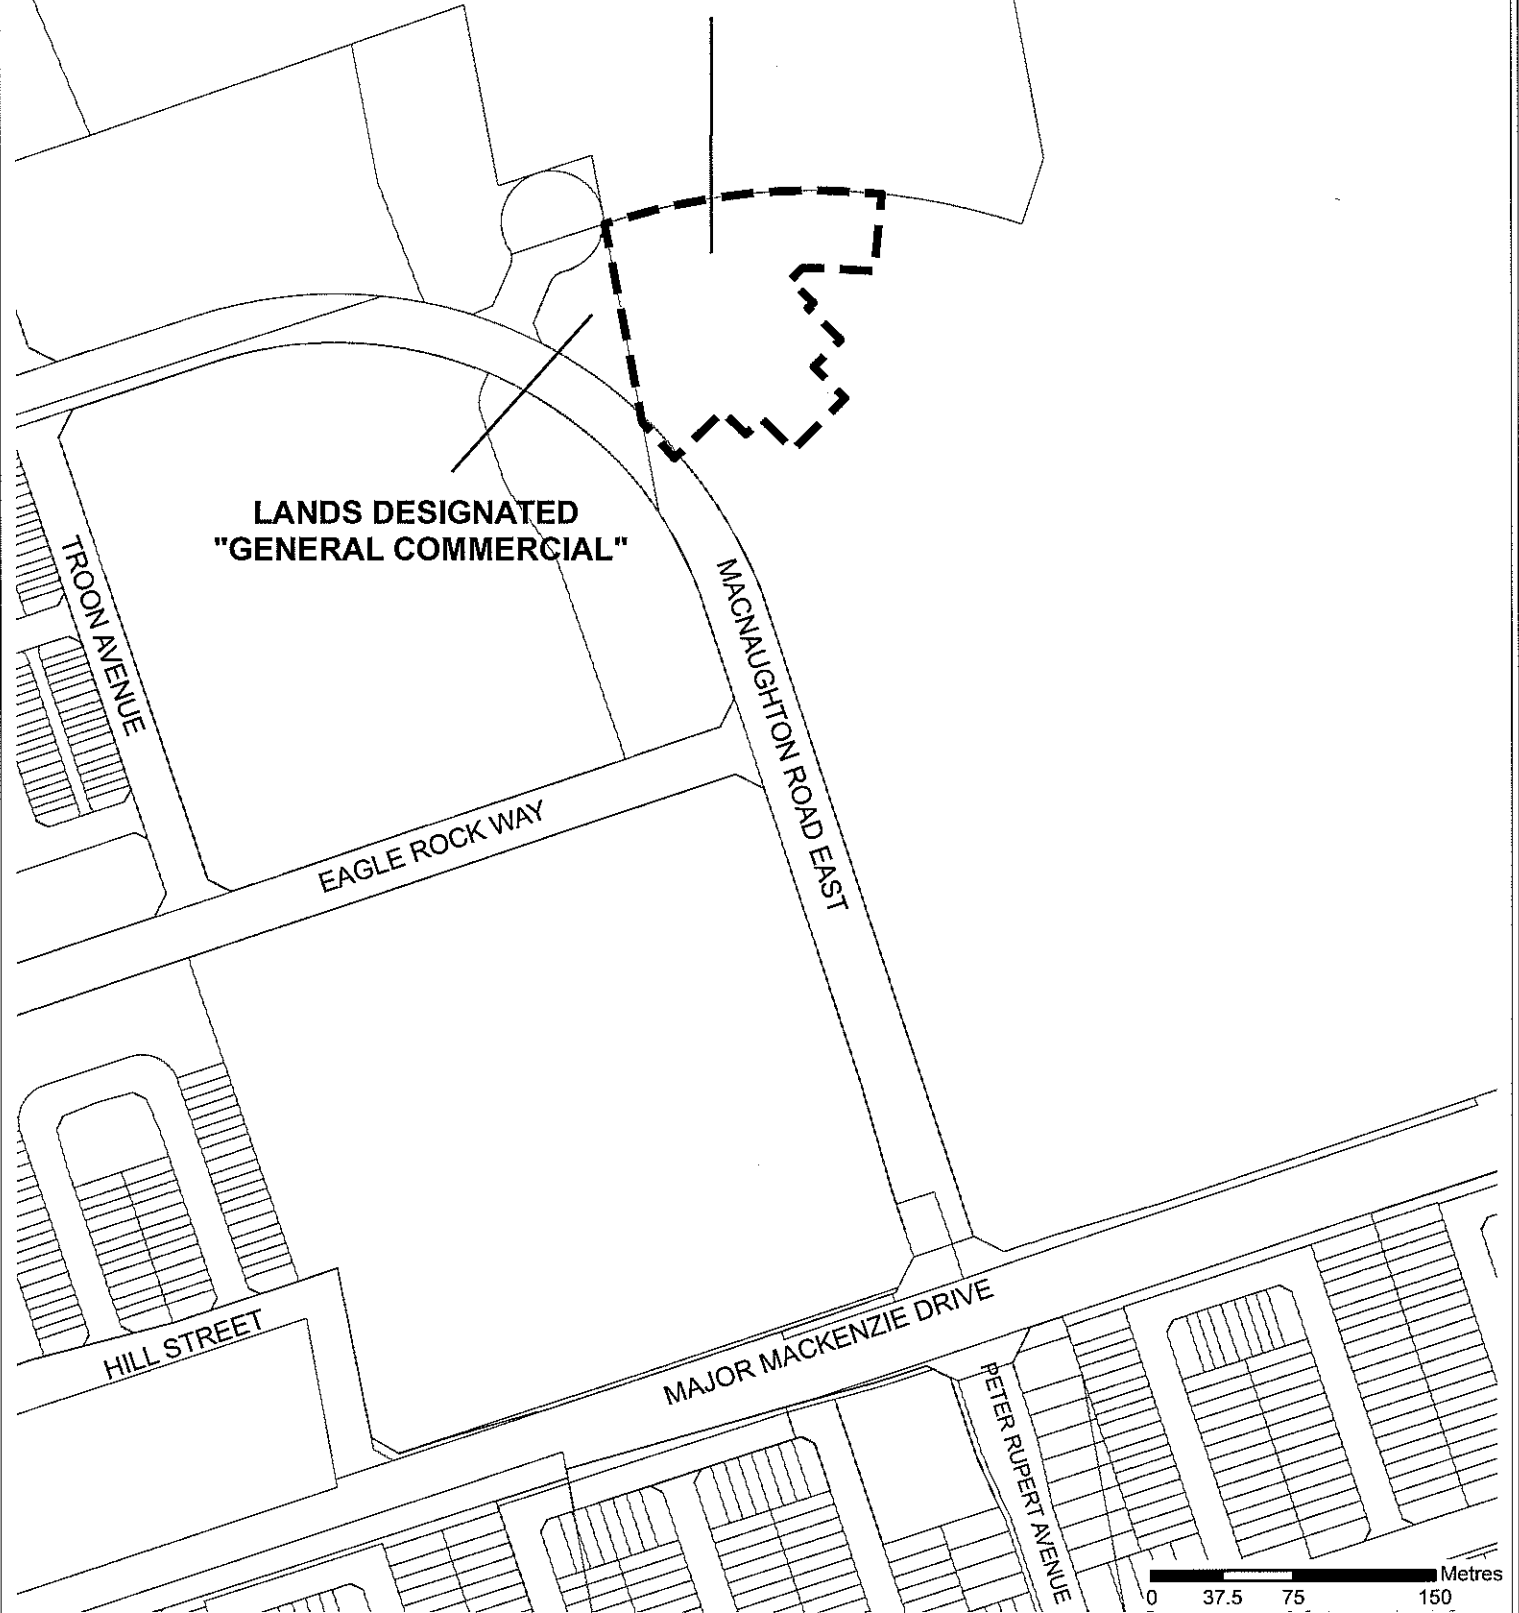 LANDS DESIGNATED
"GENERAL COMMERCIAL"
TROON AVENUE
MACNAUGHTON ROAD EAST
EAGLE ROCK WAY
HILL STREET
MAJOR MACKENZIE DRIVE
PETER RUPERT AVENUE
Metres
0 37.5 75 150